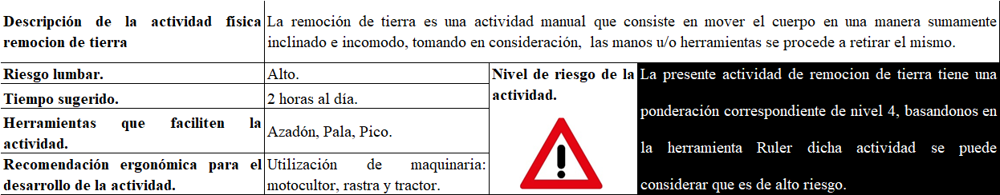 Descripción de la actividad física
remocion de tierra
La remoción de tierra es una actividad manual que consiste en mover el cuerpo en una manera sumamente
inclinado e incomodo, tomando en consideración, las manos u/o herramientas se procede a retirar el mismo.
Riesgo lumbar.
Alto.
Tiempo sugerido.
2 horas al día.
Herramientas que faciliten la
actividad.
Azadón, Pala, Pico.
Recomendación ergonómica para el
desarrollo de la actividad.
Utilización de maquinaria:
motocultor, rastra y tractor.
Nivel de riesgo de la
actividad.
La presente actividad de remocion de tierra tiene una
ponderación correspondiente de nivel 4, basandonos en
la herramienta Ruler dicha actividad se puede
considerar que es de alto riesgo.